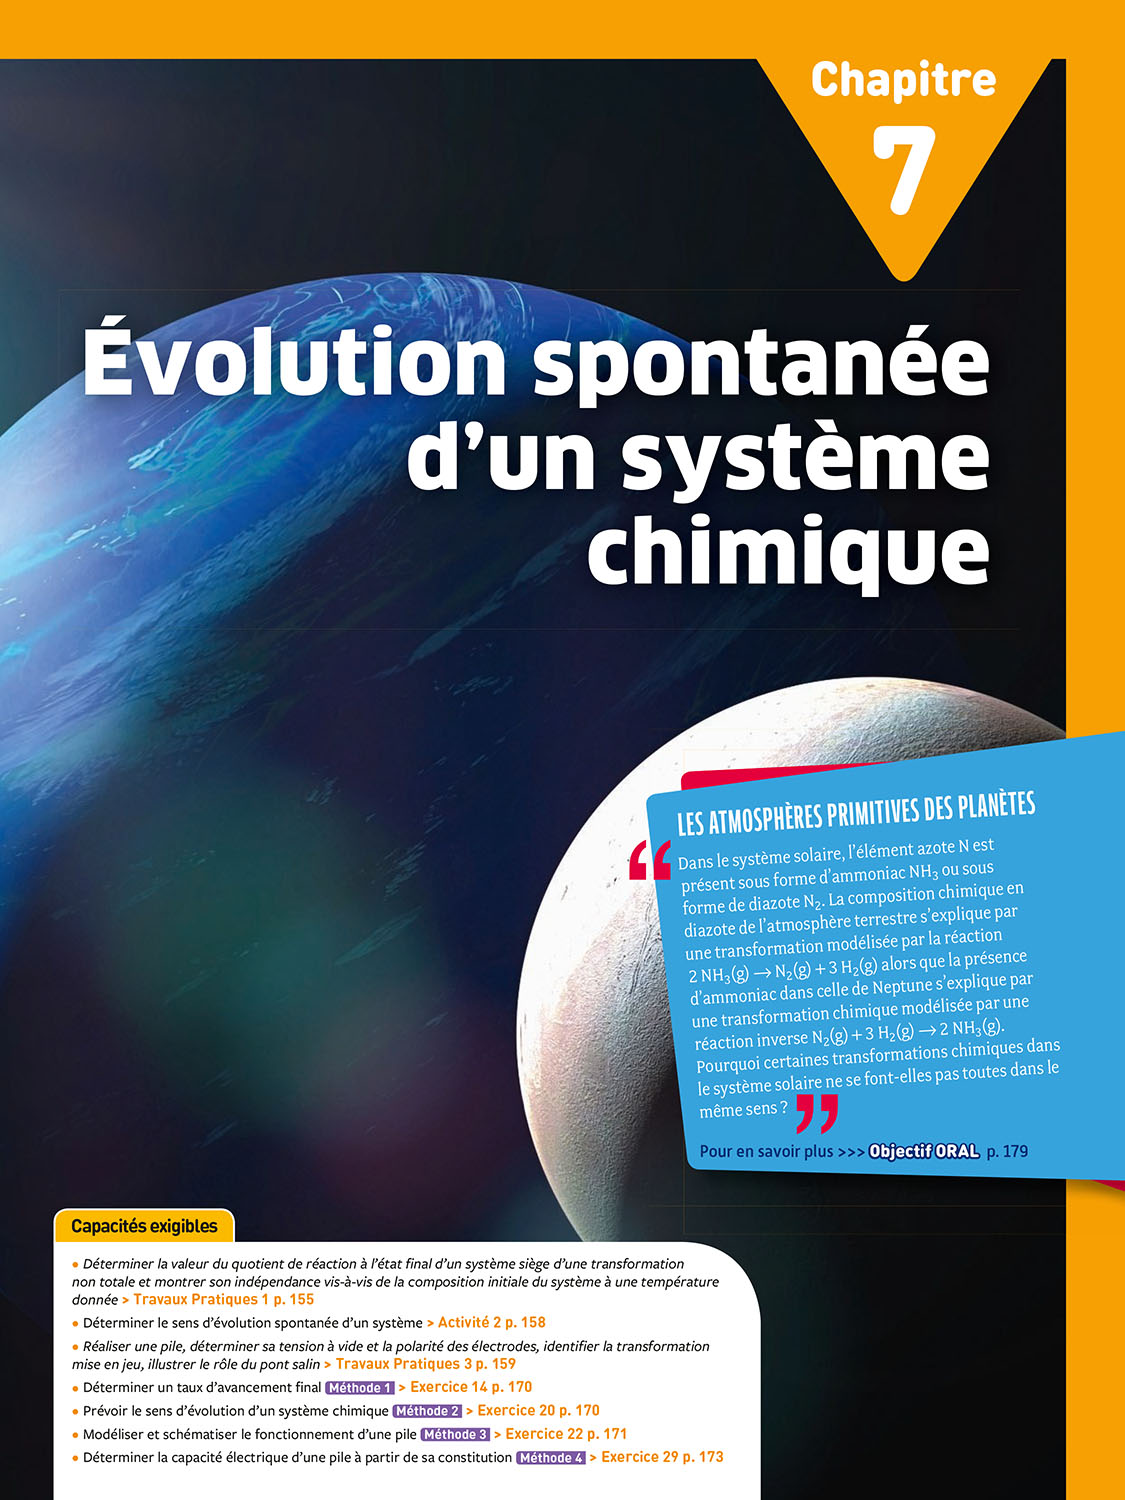 Chapitre
7
Évolution spontanée
d’un système
chimique
LES ATMOSPHÈRES PRIMITIVES DES PLANÈTES
“ Dans le système solaire, l’élément azote N est
présent sous forme d’ammoniac NH₃ ou sous
forme de diazote N₂. La composition chimique en
diazote de l’atmosphère terrestre s’explique par
une transformation modélisée par la réaction
2 NH₃(g) → N₂(g) + 3 H₂(g) alors que la présence
d’ammoniac dans celle de Neptune s’explique par
une transformation chimique modélisée par une
réaction inverse N₂(g) + 3 H₂(g) → 2 NH₃(g).
Pourquoi certaines transformations chimiques dans
le système solaire ne se font-elles pas toutes dans le
même sens ? ”
Pour en savoir plus >>> Objectif ORAL p. 179
Capacités exigibles
• Déterminer la valeur du quotient de réaction à l’état final d’un système siège d’une transformation
non totale et montrer son indépendance vis-à-vis de la composition initiale du système à une température
donnée > Travaux Pratiques 1 p. 155
• Déterminer le sens d’évolution spontanée d’un système > Activité 2 p. 158
• Réaliser une pile, déterminer sa tension à vide et la polarité des électrodes, identifier la transformation
mise en jeu, illustrer le rôle du pont salin > Travaux Pratiques 3 p. 159
• Déterminer un taux d’avancement final Méthode 1 > Exercice 14 p. 170
• Prévoir le sens d’évolution d’un système chimique Méthode 2 > Exercice 20 p. 170
• Modéliser et schématiser le fonctionnement d’une pile Méthode 3 > Exercice 22 p. 171
• Déterminer la capacité électrique d’une pile à partir de sa constitution Méthode 4 > Exercice 29 p. 173